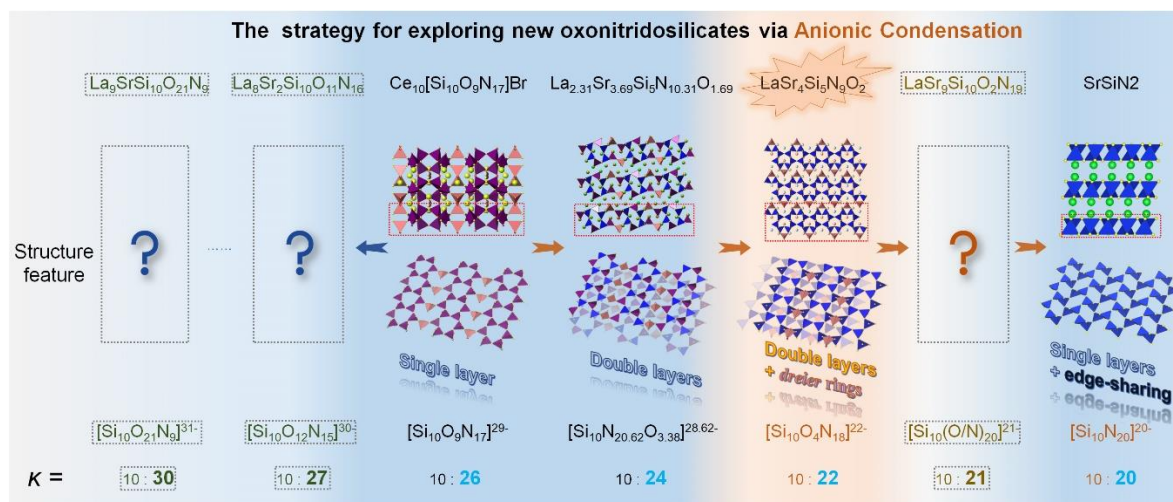 The strategy for exploring new oxonitridosilicates via Anionic Condensation
La₉SrSi₁₀O₂₁N₉ La₈Sr₂Si₁₀O₁₁N₁₆ Ce₁₀[Si₁₀O₉N₁₇]Br La₂.₃₁Sr₃.₆₉Si₅N₁₀.₃₁O₁.₆₉ LaSr₄Si₅N₉O₂ LaSr₉Si₁₀O₂N₁₉ SrSiN2
Structure
feature
? ...... ? ?
Single layer
Double layers
Double layers
+ dreier rings
Single layers
+ edge-sharing
[Si₁₀O₂₁N₉]³¹⁻ [Si₁₀O₁₂N₁₅]³⁰⁻ [Si₁₀O₉N₁₇]²⁹⁻ [Si₁₀N₂₀.₆₂O₃.₃₈]²⁸·⁶²⁻ [Si₁₀O₄N₁₈]²²⁻ [Si₁₀(O/N)₂₀]²¹⁻ [Si₁₀N₂₀]²⁰⁻
K = 10 : 30 10 : 27 10 : 26 10 : 24 10 : 22 10 : 21 10 : 20